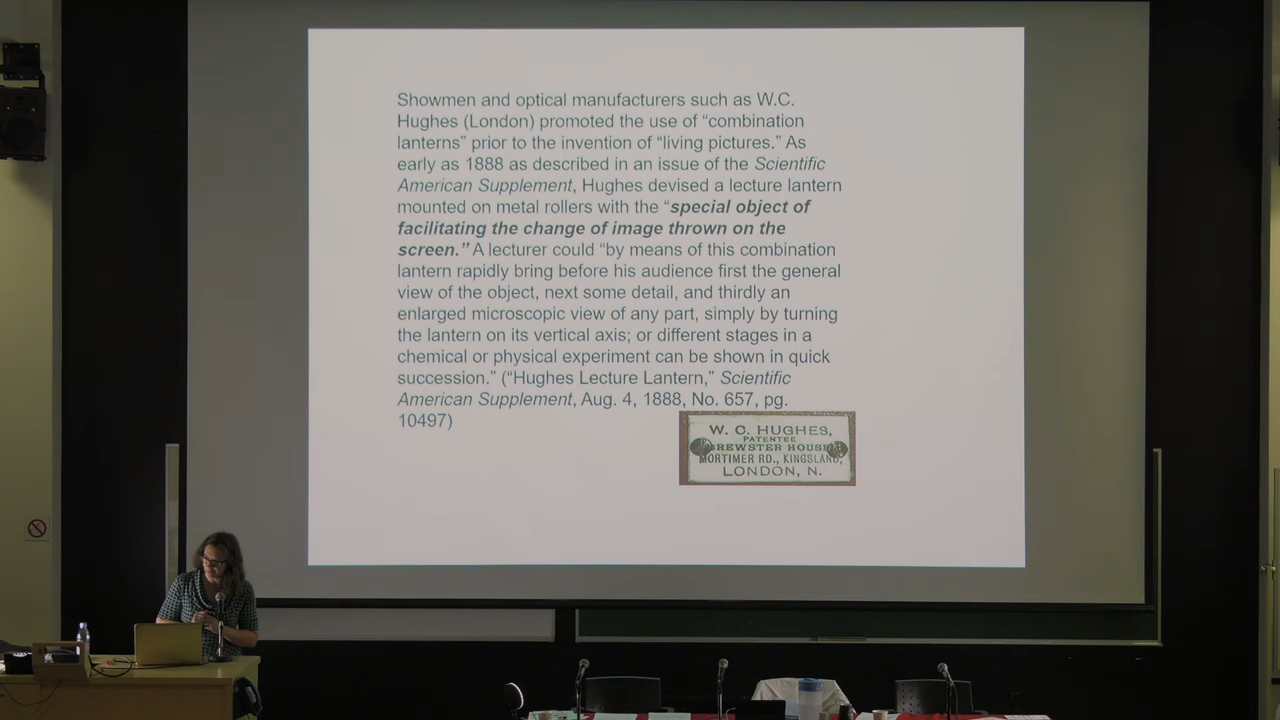 Showmen and optical manufacturers such as W.C.
Hughes (London) promoted the use of “combination
lanterns” prior to the invention of “living pictures.” As
early as 1888 as described in an issue of the Scientific
American Supplement, Hughes devised a lecture lantern
mounted on metal rollers with the “special object of
facilitating the change of image thrown on the
screen.” A lecturer could “by means of this combination
lantern rapidly bring before his audience first the general
view of the object, next some detail, and thirdly an
enlarged microscopic view of any part, simply by turning
the lantern on its vertical axis; or different stages in a
chemical or physical experiment can be shown in quick
succession.” (“Hughes Lecture Lantern,” Scientific
American Supplement, Aug. 4, 1888, No. 657, pg.
10497)
W. C. HUGHES,
PATENTEE
BREWSTER HOUSE
MORTIMER RD., KINGSLAND,
LONDON, N.